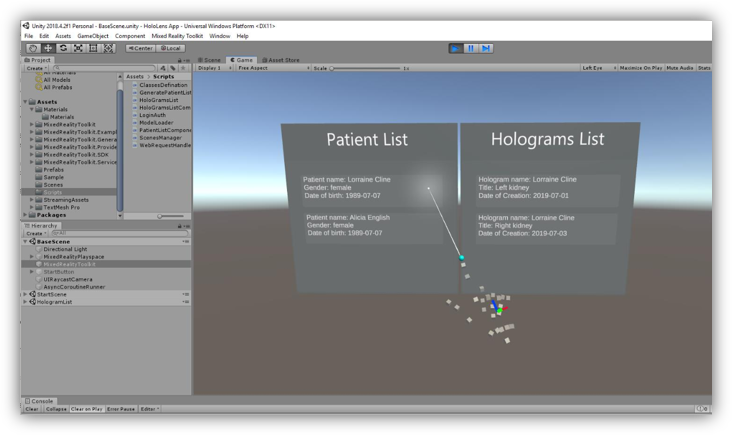 Unity 2018.4.2f1 Personal - BaseScene.unity - HoloLens App - Universal Windows Platform <DX11>
File Edit Assets GameObject Component Mixed Reality Toolkit Window Help
Center Local
Project
Create
All Models
All Prefabs
Assets
Materials
Materials
MixedRealityToolkit
MixedRealityToolkit.Exampl
MixedRealityToolkit.Genera
MixedRealityToolkit.Provide
MixedRealityToolkit.SDK
MixedRealityToolkit.Service
Prefabs
Sample
Scenes
Scripts
StreamingAssets
TextMesh Pro
Packages
Assets Scripts
ClassesDefination
GeneratePatientList
HoloGramsList
HoloGramsListCom
LoginAuth
ModelLoader
PatientListCompone
ScenesManager
WebRequestHandle
Hierarchy
Create
BaseScene
Directional Light
MixedRealityPlayspace
MixedRealityToolkit
StartButton
UIRaycastCamera
AsyncCoroutineRunner
StartScene
HologramList
Scene Game Asset Store
Display 1 Free Aspect Scale 1x Left Eye Maximize On Play Mute Audio Stats
Patient List
Patient name: Lorraine Cline
Gender: female
Date of birth: 1989-07-07
Patient name: Alicia English
Gender: female
Date of birth: 1989-07-07
Holograms List
Hologram name: Lorraine Cline
Title: Left kidney
Date of Creation: 2019-07-01
Hologram name: Lorraine Cline
Title: Right kidney
Date of Creation: 2019-07-03
Console
Clear Collapse Clear on Play Error Pause Editor